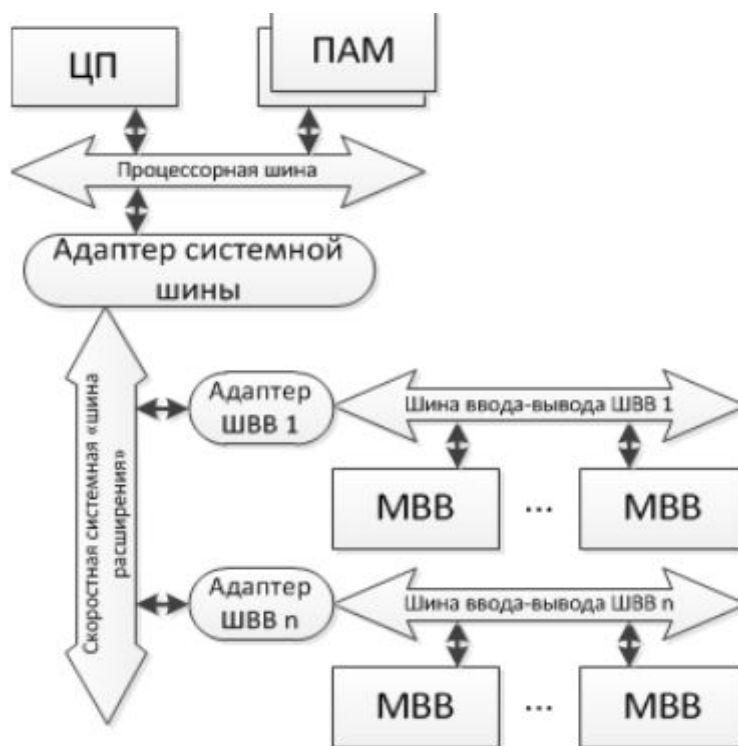 ЦП
ПАМ
Процессорная шина
Адаптер системной
шины
Скоростная системная «шина
расширения»
Адаптер
ШВВ 1
Шина ввода-вывода ШВВ 1
МВВ
...
МВВ
Адаптер
ШВВ n
Шина ввода-вывода ШВВ n
МВВ
...
МВВ